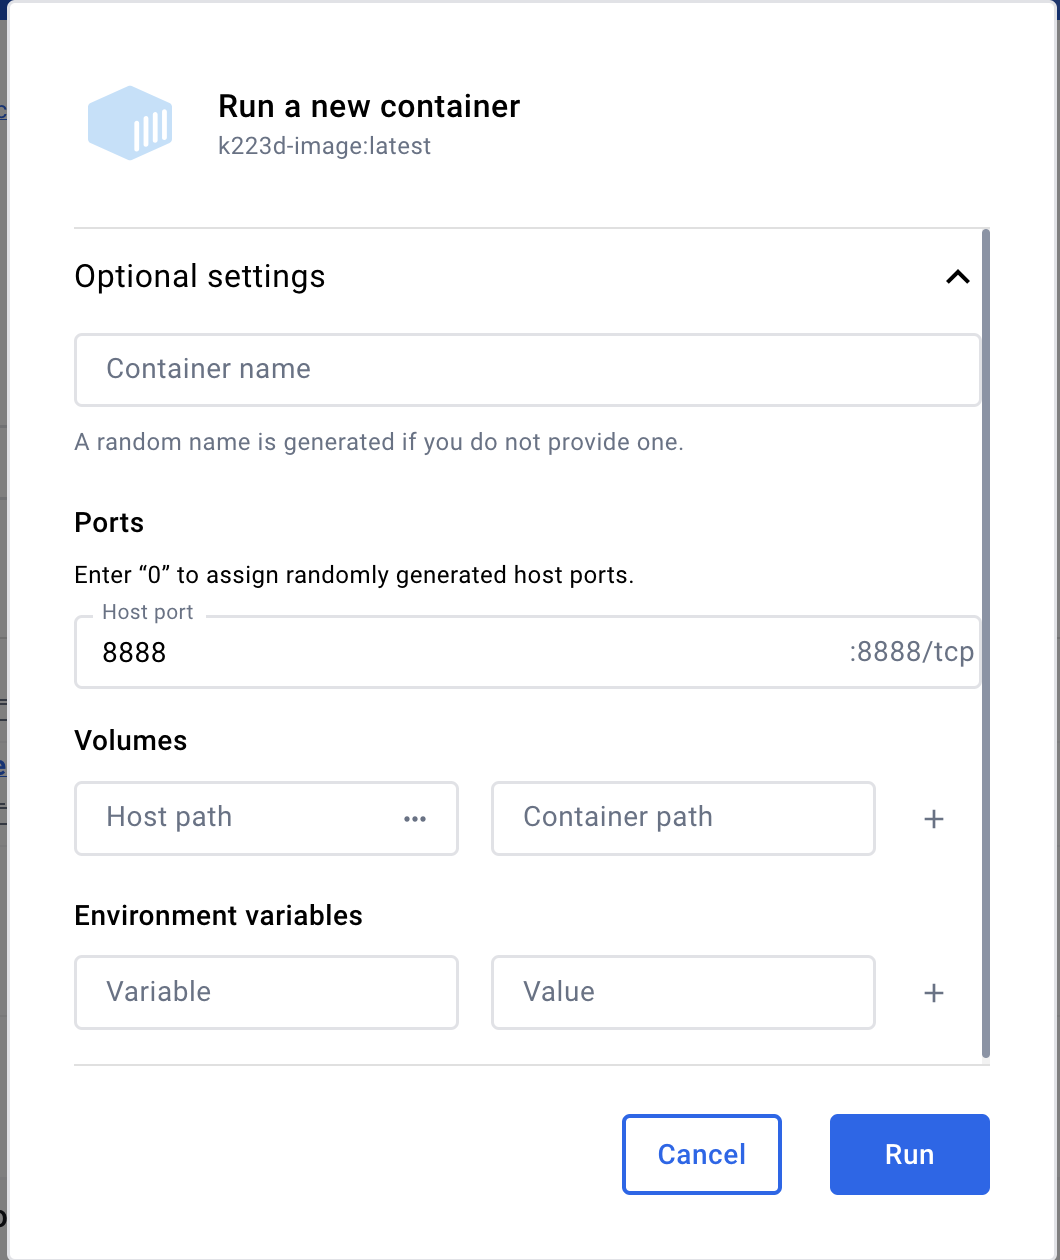 Run a new container
k223d-image:latest
Optional settings
Container name
A random name is generated if you do not provide one.
Ports
Enter “0” to assign randomly generated host ports.
Host port
8888 :8888/tcp
Volumes
Host path ••• Container path +
Environment variables
Variable Value +
Cancel Run